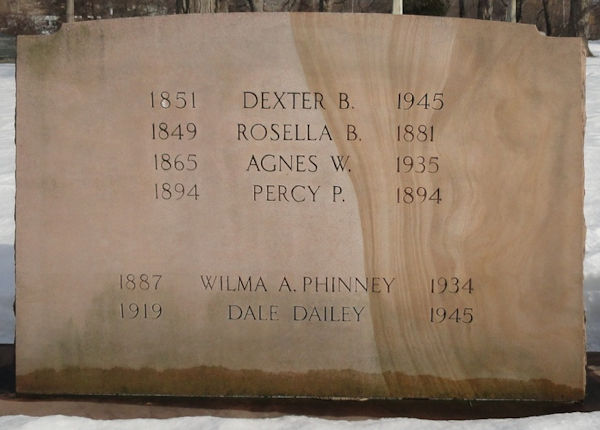 1851 DEXTER B. 1945
1849 ROSELLA B. 1881
1865 AGNES W. 1935
1894 PERCY P. 1894
1887 WILMA A. PHINNEY 1934
1919 DALE DAILEY 1945